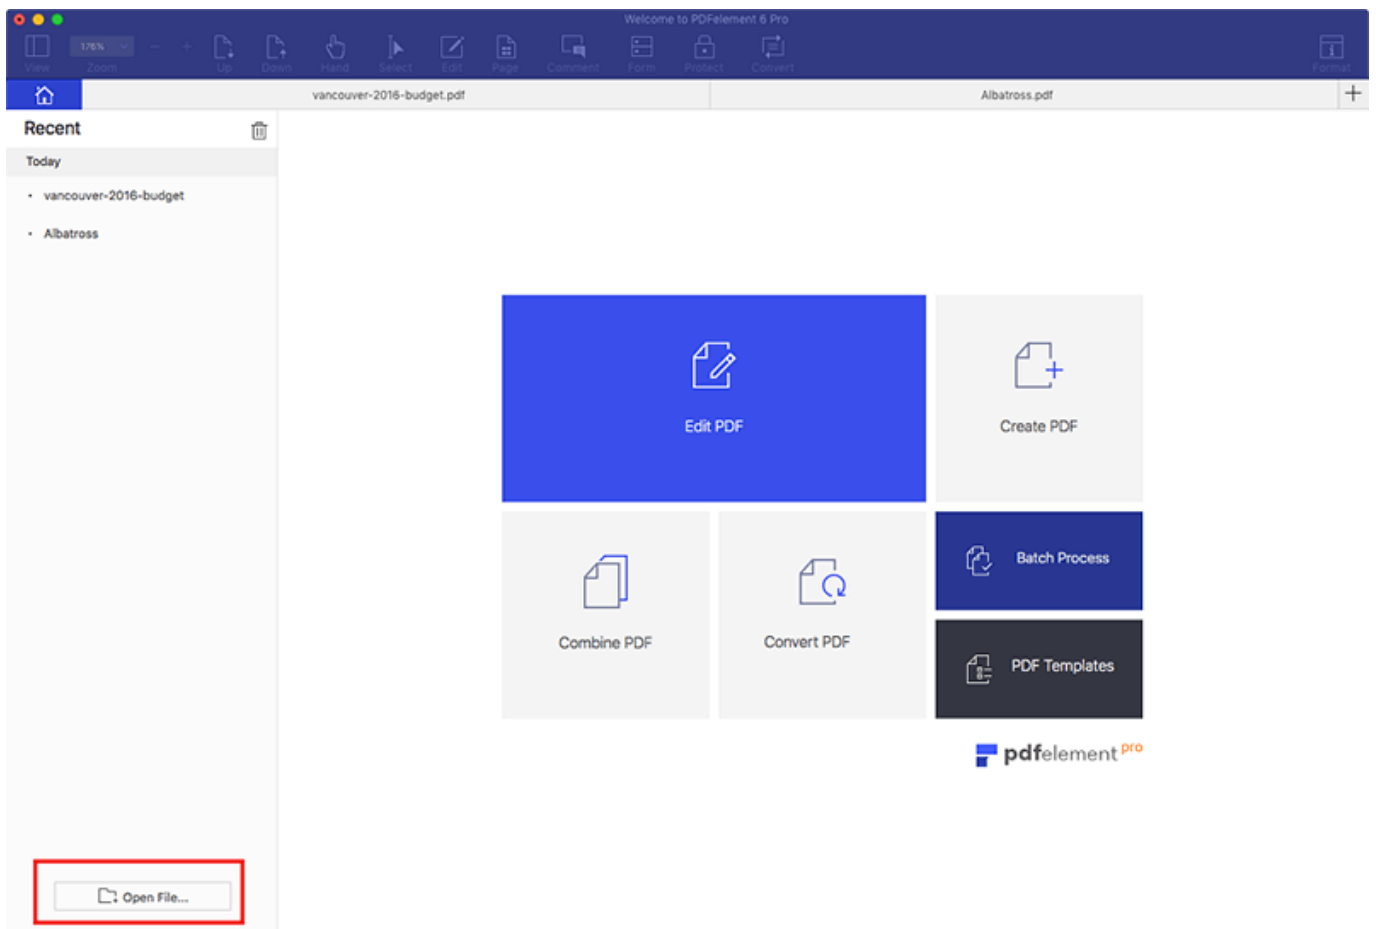 Welcome to PDFelement 6 Pro
176%
View Zoom Up Down Hand Select Edit Page Comment Form Protect Convert Format
vancouver-2016-budget.pdf Albatross.pdf
Recent
Today
• vancouver-2016-budget
• Albatross
Edit PDF
Create PDF
Combine PDF
Convert PDF
Batch Process
PDF Templates
pdfelement pro
Open File...